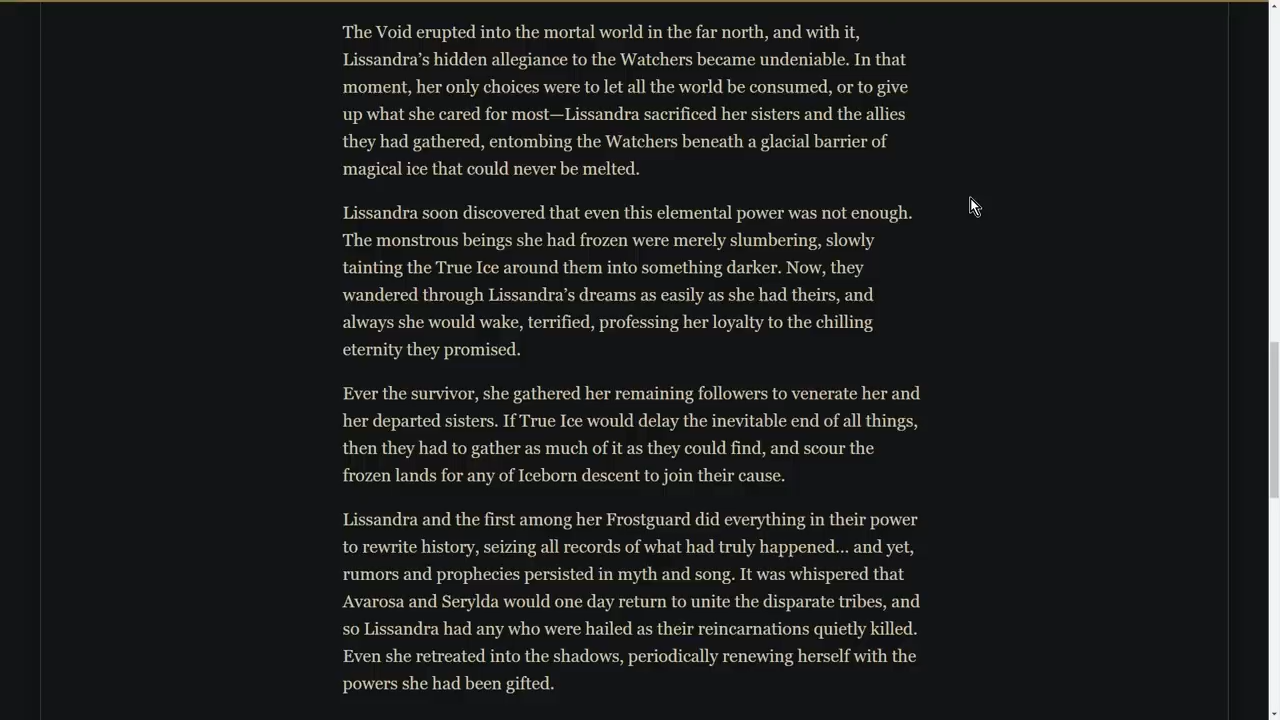 The Void erupted into the mortal world in the far north, and with it,
Lissandra’s hidden allegiance to the Watchers became undeniable. In that
moment, her only choices were to let all the world be consumed, or to give
up what she cared for most—Lissandra sacrificed her sisters and the allies
they had gathered, entombing the Watchers beneath a glacial barrier of
magical ice that could never be melted.
Lissandra soon discovered that even this elemental power was not enough.
The monstrous beings she had frozen were merely slumbering, slowly
tainting the True Ice around them into something darker. Now, they
wandered through Lissandra’s dreams as easily as she had theirs, and
always she would wake, terrified, professing her loyalty to the chilling
eternity they promised.
Ever the survivor, she gathered her remaining followers to venerate her and
her departed sisters. If True Ice would delay the inevitable end of all things,
then they had to gather as much of it as they could find, and scour the
frozen lands for any of Iceborn descent to join their cause.
Lissandra and the first among her Frostguard did everything in their power
to rewrite history, seizing all records of what had truly happened... and yet,
rumors and prophecies persisted in myth and song. It was whispered that
Avarosa and Serylda would one day return to unite the disparate tribes, and
so Lissandra had any who were hailed as their reincarnations quietly killed.
Even she retreated into the shadows, periodically renewing herself with the
powers she had been gifted.